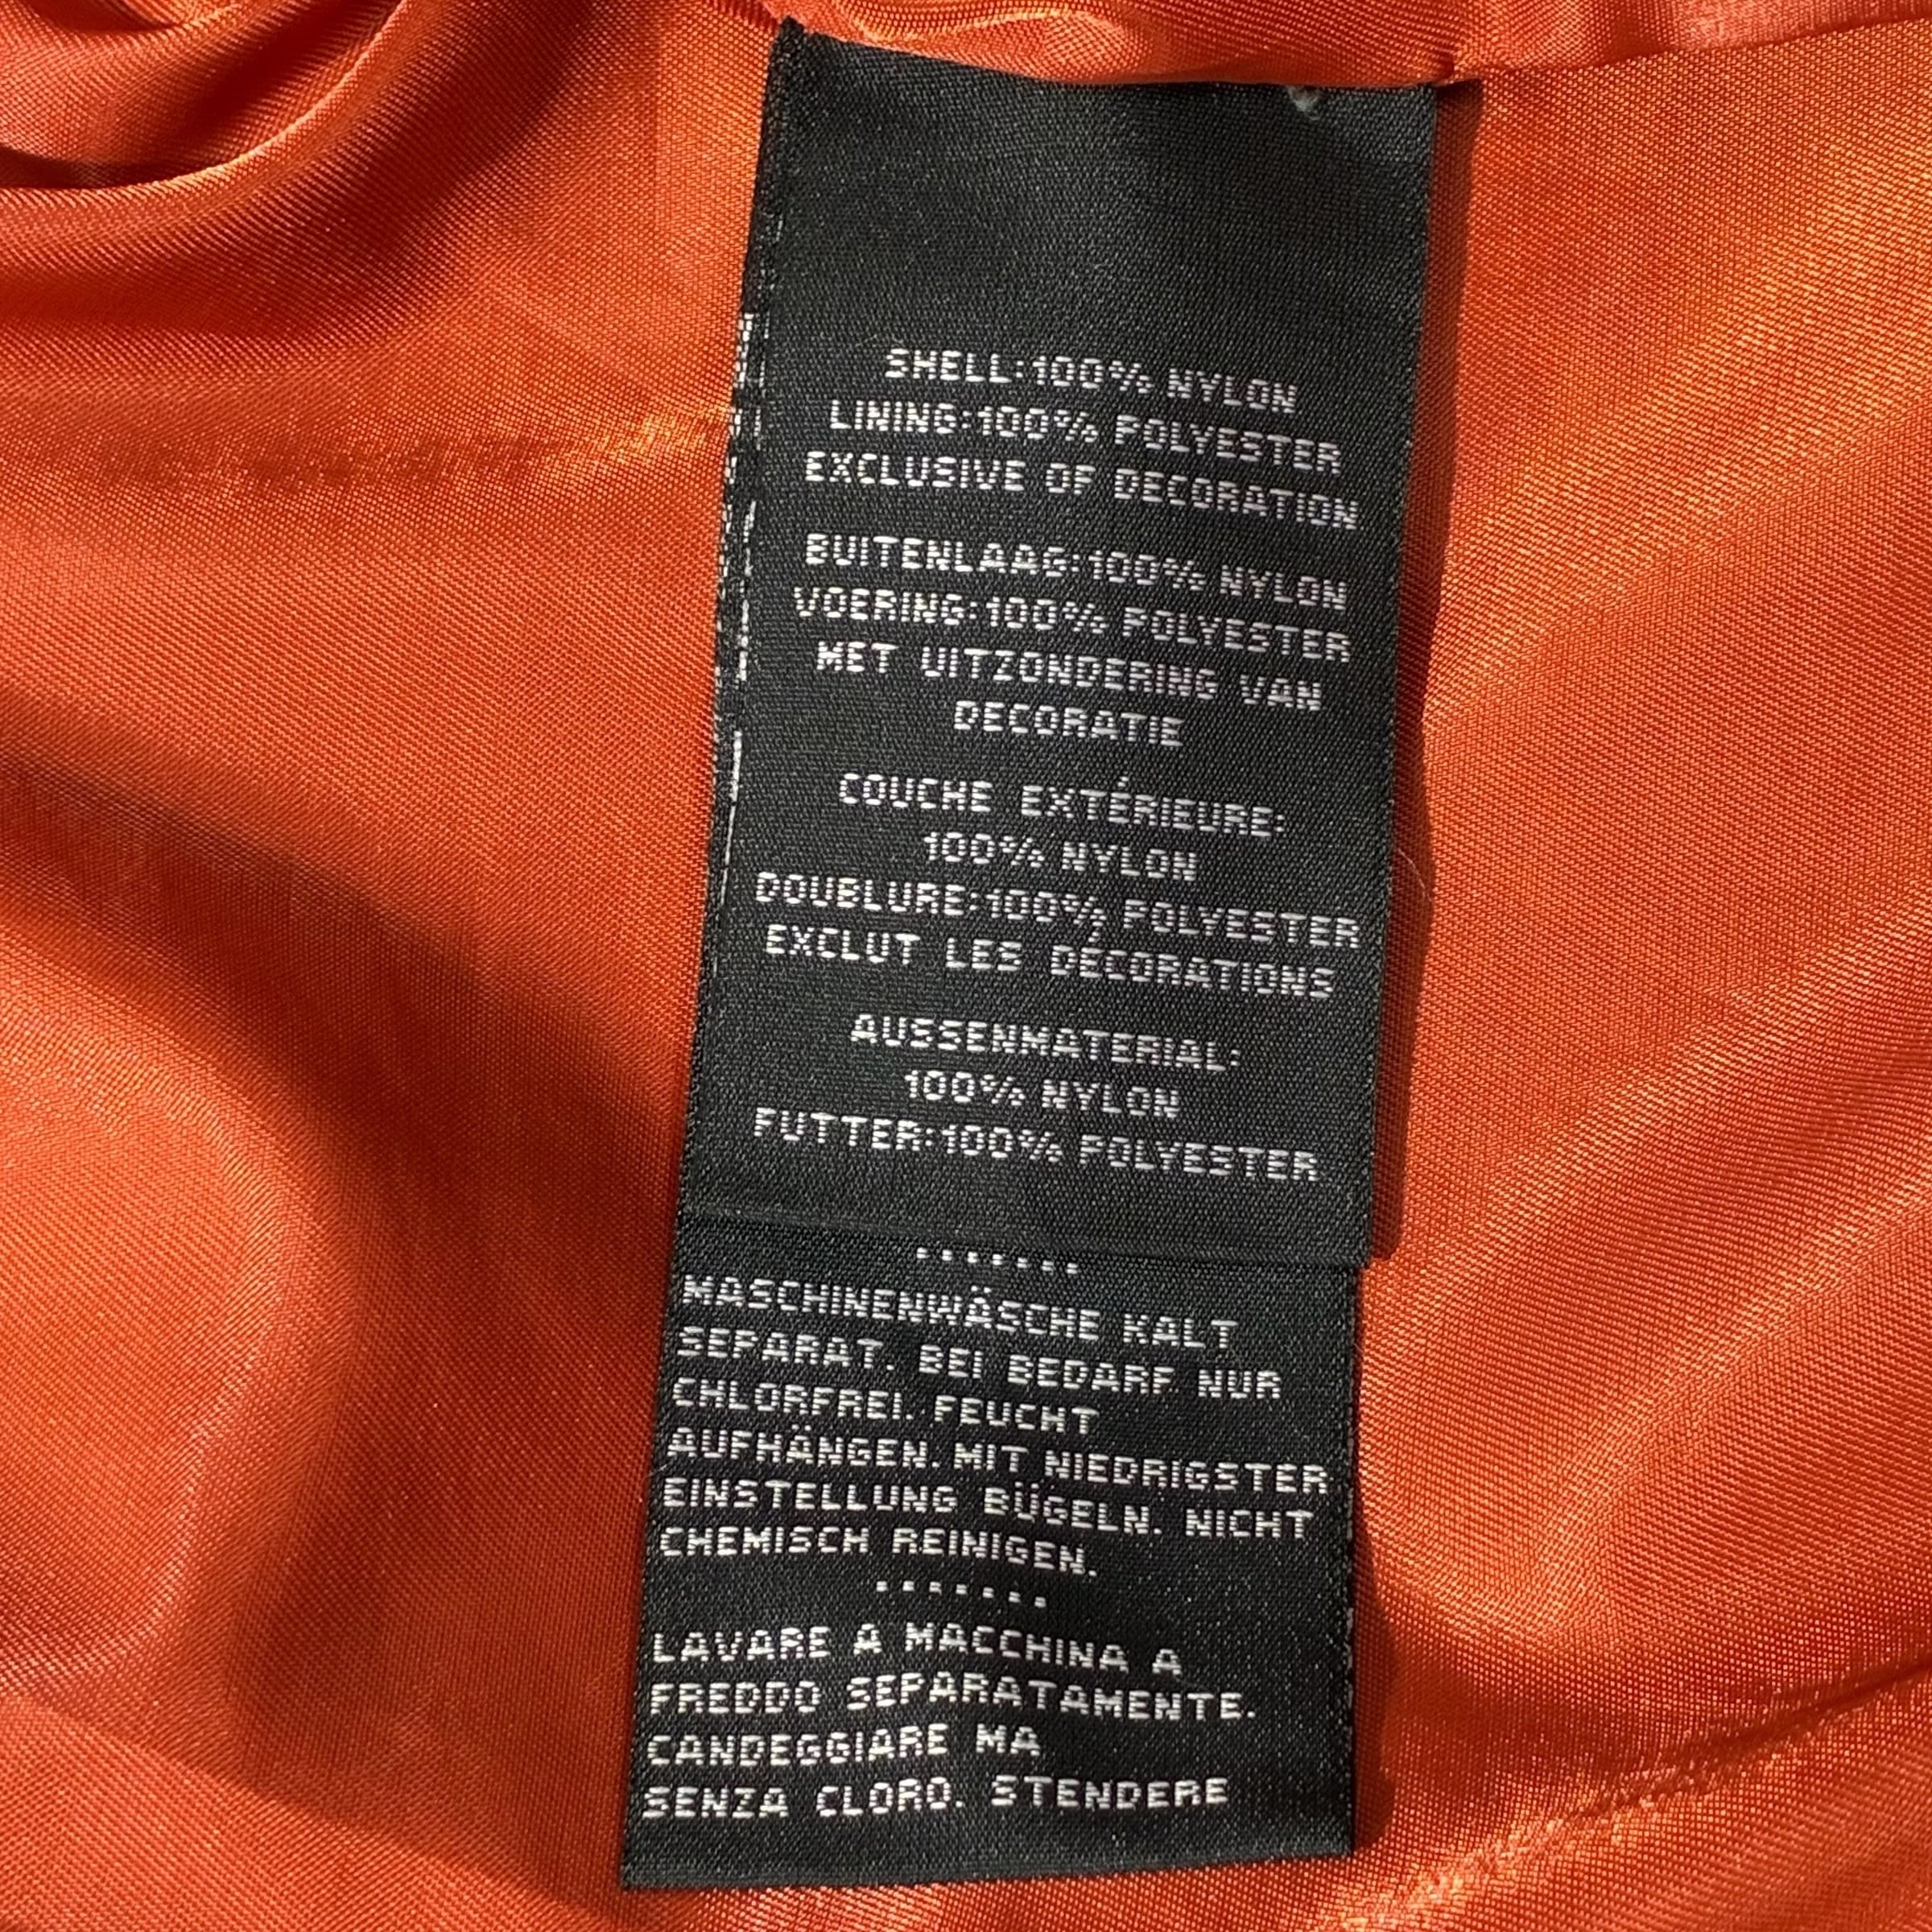 SHELL:100% NYLON
LINING:100% POLYESTER
EXCLUSIVE OF DECORATION
BUITENLAAG:100% NYLON
VOERING:100% POLYESTER
MET UITZONDERING VAN
DECORATIE
COUCHE EXTÉRIEURE:
100% NYLON
DOUBLURE:100% POLYESTER
EXCLUT LES DÉCORATIONS
AUSSENMATERIAL:
100% NYLON
FUTTER:100% POLYESTER
.......
MASCHINENWÄSCHE KALT
SEPARAT. BEI BEDARF NUR
CHLORFREI. FEUCHT
AUFHÄNGEN. MIT NIEDRIGSTER
EINSTELLUNG BÜGELN. NICHT
CHEMISCH REINIGEN.
.......
LAVARE A MACCHINA A
FREDDO SEPARATAMENTE.
CANDEGGIARE MA
SENZA CLORO. STENDERE